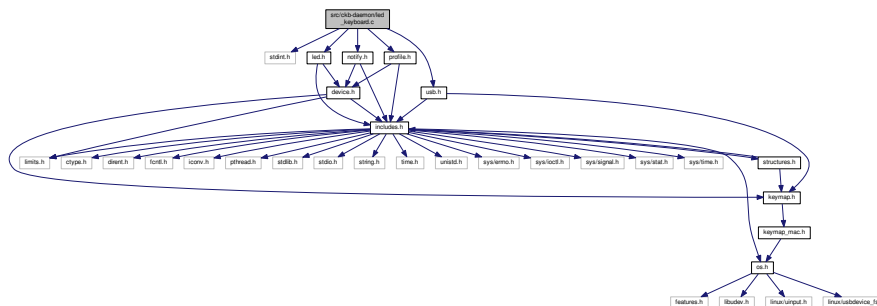 src/ckb-daemon/led
_keyboard.c
stdint.h
led.h
notify.h
profile.h
device.h
usb.h
includes.h
limits.h
ctype.h
dirent.h
fcntl.h
iconv.h
pthread.h
stdlib.h
stdio.h
string.h
time.h
unistd.h
sys/errno.h
sys/ioctl.h
sys/signal.h
sys/stat.h
sys/time.h
structures.h
keymap.h
keymap_mac.h
os.h
features.h
libudev.h
linux/uinput.h
linux/usbdevice_fs